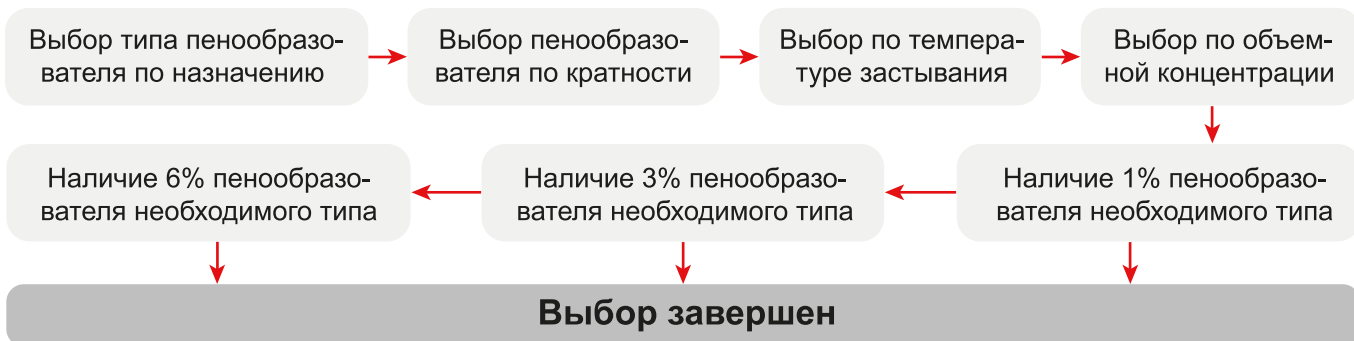 Выбор типа пенообразо-
вателя по назначению
Выбор пенообразо-
вателя по кратности
Выбор по темпера-
туре застывания
Выбор по объем-
ной концентрации
Наличие 1% пенообразо-
вателя необходимого типа
Наличие 3% пенообразо-
вателя необходимого типа
Наличие 6% пенообразо-
вателя необходимого типа
Выбор завершен